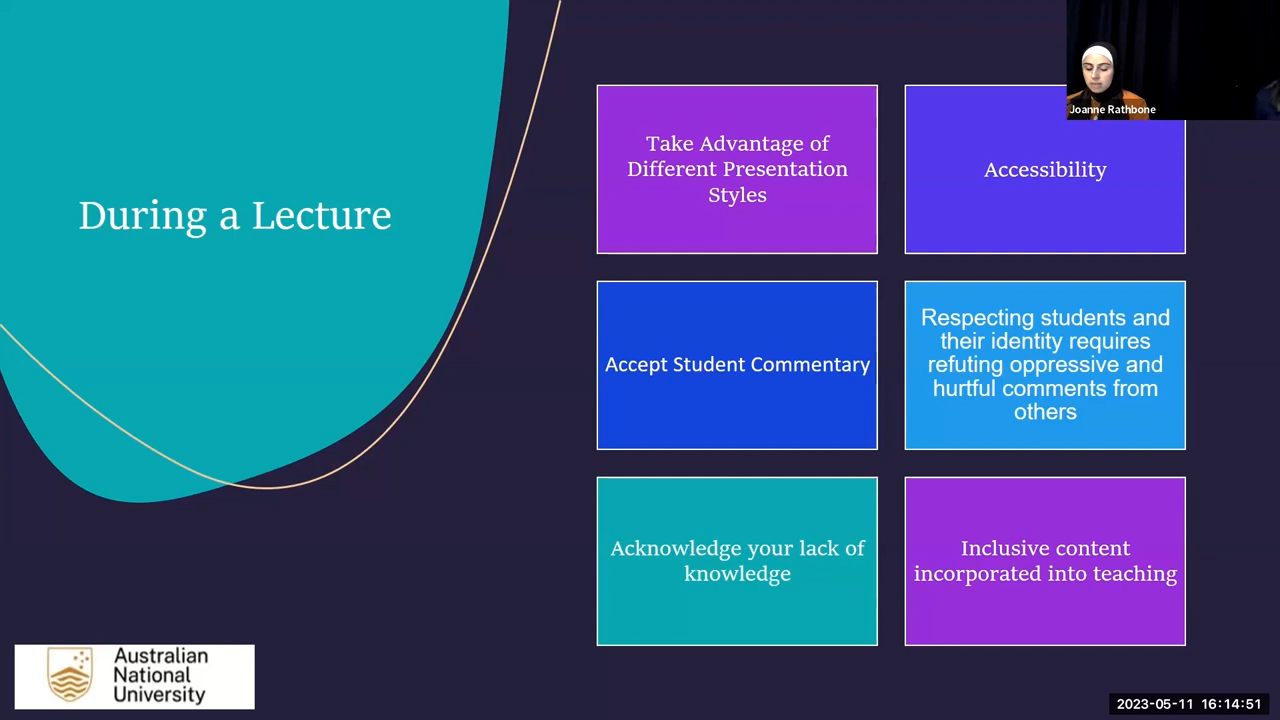 During a Lecture
Take Advantage of
Different Presentation
Styles
Accessibility
Joanne Rathbone
Accept Student Commentary
Respecting students and
their identity requires
refuting oppressive and
hurtful comments from
others
Acknowledge your lack of
knowledge
Inclusive content
incorporated into teaching
Australian
National
University
2023-05-11 16:14:51